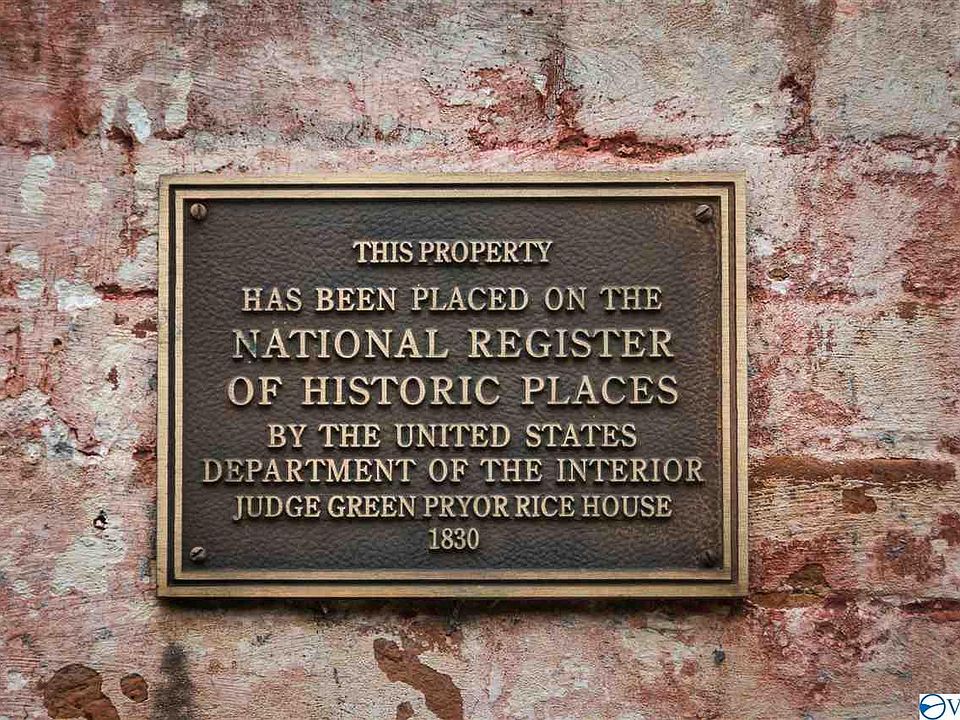 THIS PROPERTY
HAS BEEN PLACED ON THE
NATIONAL REGISTER
OF HISTORIC PLACES
BY THE UNITED STATES
DEPARTMENT OF THE INTERIOR
JUDGE GREEN PRYOR RICE HOUSE
1830
V